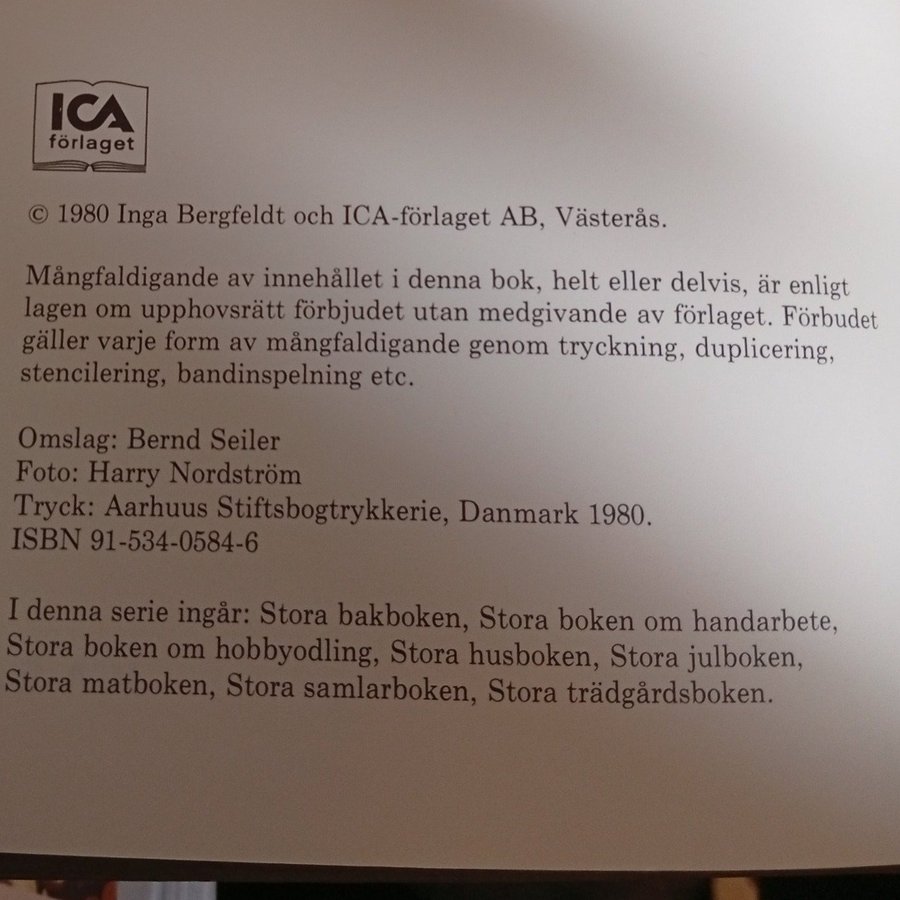 ICA
förlaget
© 1980 Inga Bergfeldt och ICA-förlaget AB, Västerås.
Mångfaldigande av innehållet i denna bok, helt eller delvis, är enligt
lagen om upphovsrätt förbjudet utan medgivande av förlaget. Förbudet
gäller varje form av mångfaldigande genom tryckning, duplicering,
stencilering, bandinspelning etc.
Omslag: Bernd Seiler
Foto: Harry Nordström
Tryck: Aarhuus Stiftsbogtrykkerie, Danmark 1980.
ISBN 91-534-0584-6
I denna serie ingår: Stora bakboken, Stora boken om handarbete,
Stora boken om hobbyodling, Stora husboken, Stora julboken,
Stora matboken, Stora samlarboken, Stora trädgårdsboken.